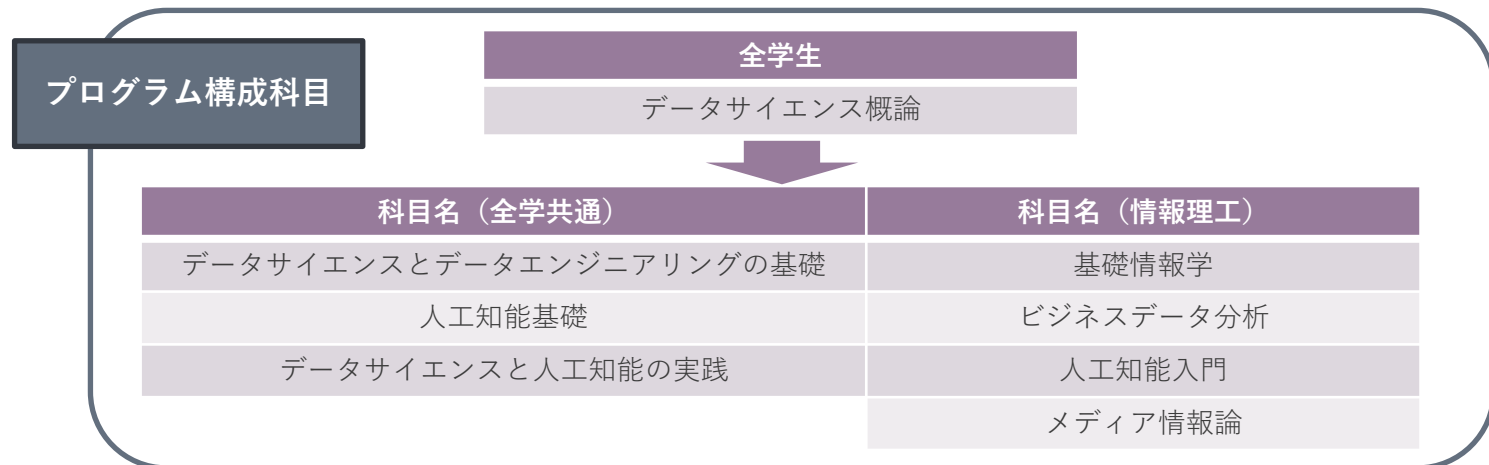 プログラム構成科目
全学生
データサイエンス概論
科目名（全学共通）
科目名（情報理工）
データサイエンスとデータエンジニアリングの基礎
基礎情報学
人工知能基礎
ビジネスデータ分析
データサイエンスと人工知能の実践
人工知能入門
メディア情報論